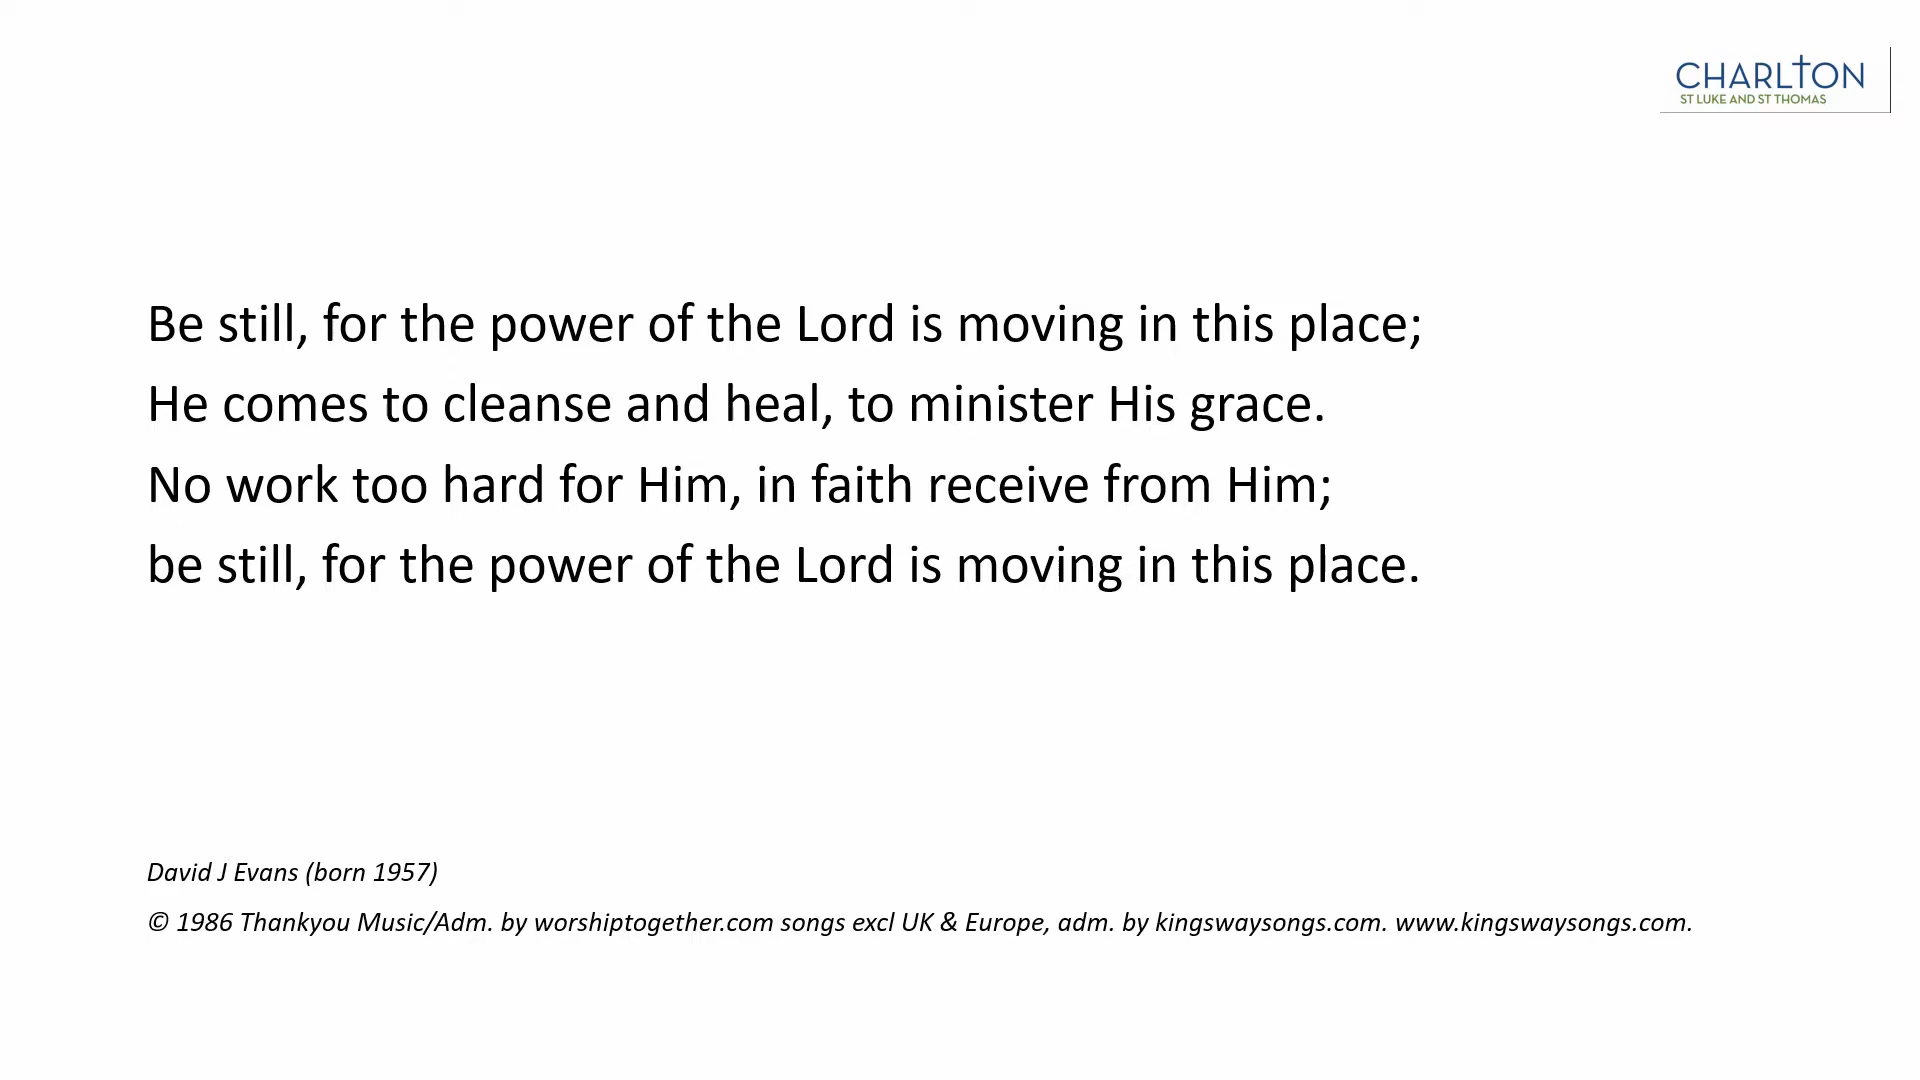 CHARLTON
ST LUKE AND ST THOMAS
Be still, for the power of the Lord is moving in this place;
He comes to cleanse and heal, to minister His grace.
No work too hard for Him, in faith receive from Him;
be still, for the power of the Lord is moving in this place.
David J Evans (born 1957)
© 1986 Thankyou Music/Adm. by worshiptogether.com songs excl UK & Europe, adm. by kingswaysongs.com. www.kingswaysongs.com.